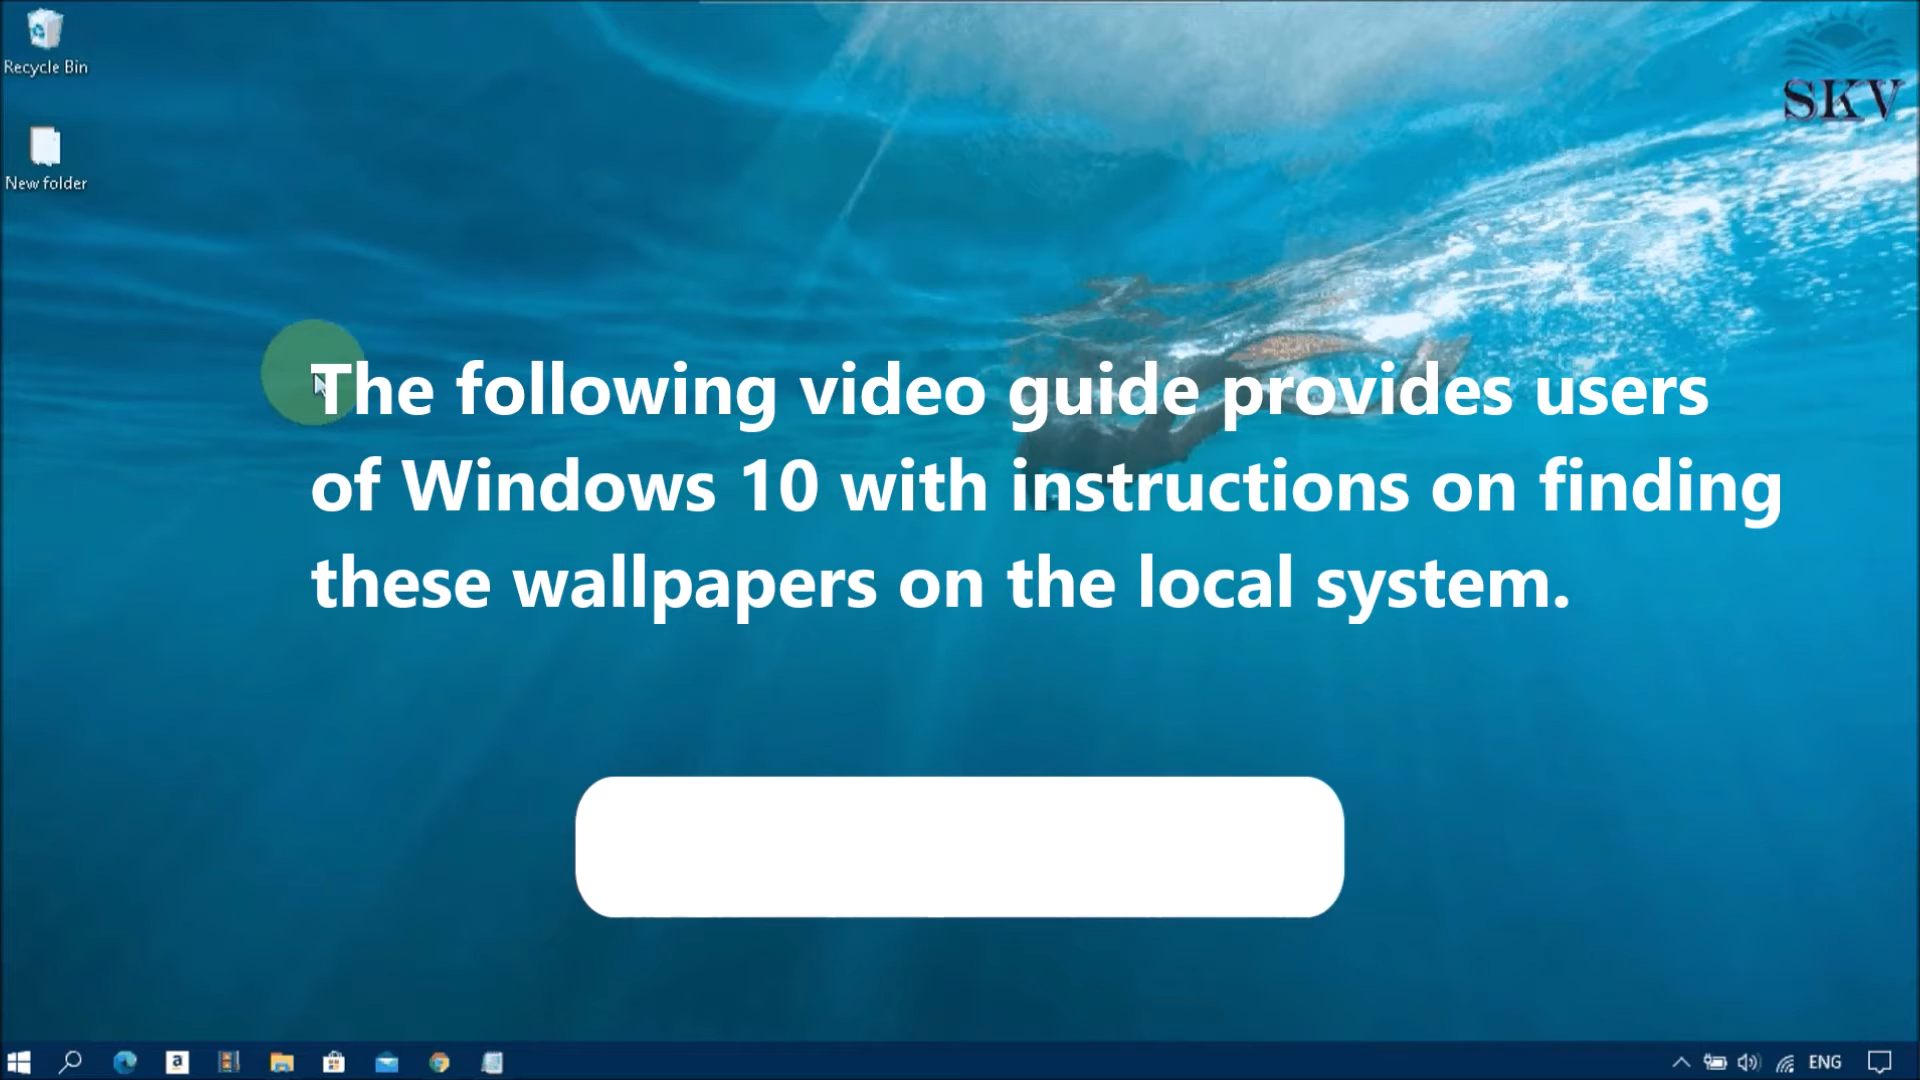 Recycle Bin
SKV
New folder
The following video guide provides users
of Windows 10 with instructions on finding
these wallpapers on the local system.
a
ENG